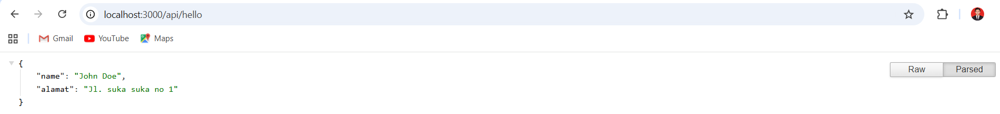 localhost:3000/api/hello
Gmail YouTube Maps
{
Raw Parsed
"name": "John Doe",
"alamat": "Jl. suka suka no 1"
}